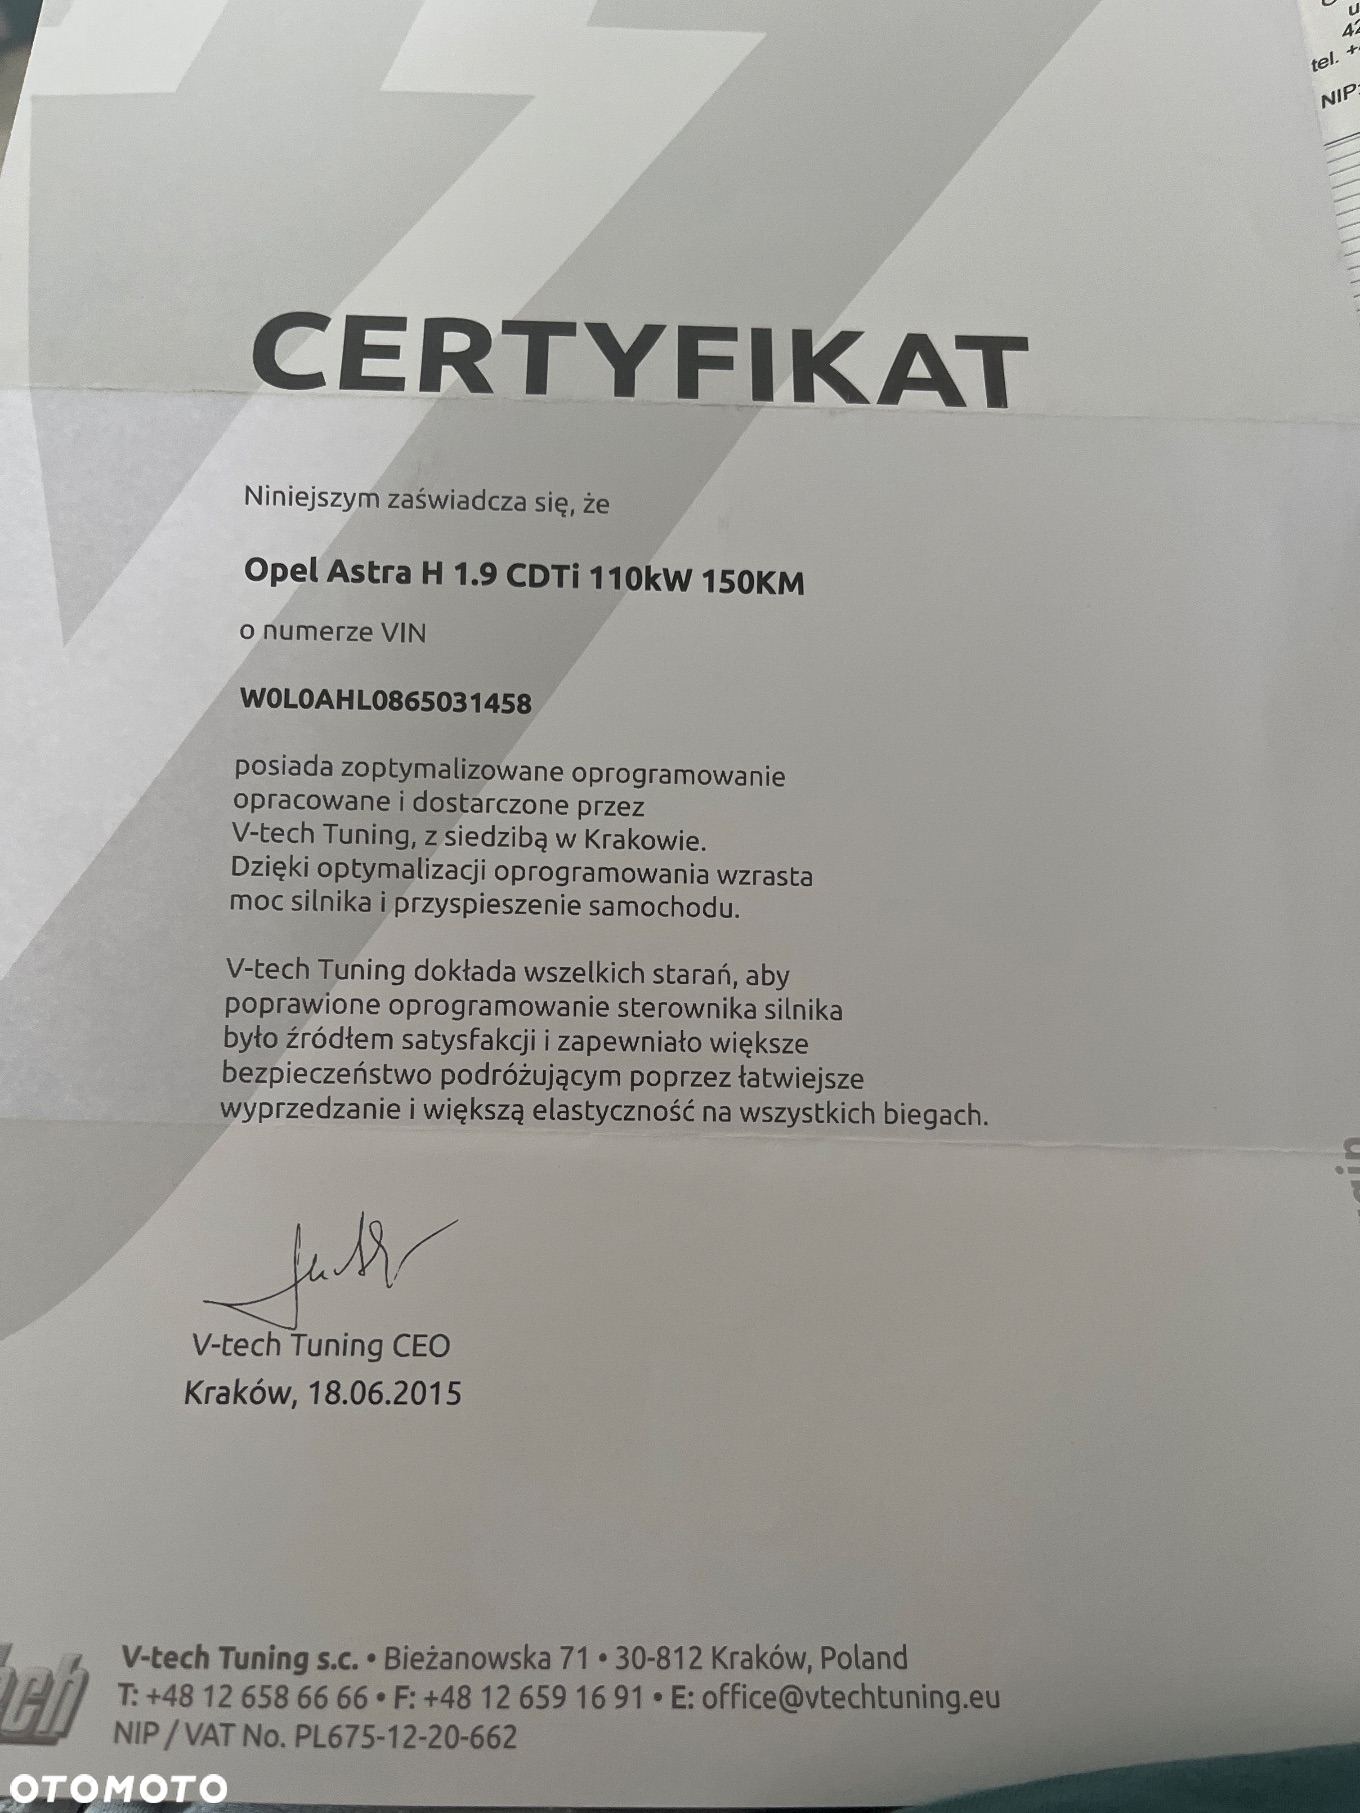 tel. +
NIP:
CERTYFIKAT
Niniejszym zaświadcza się, że
Opel Astra H 1.9 CDTi 110kW 150KM
o numerze VIN
W0L0AHL0865031458
posiada zoptymalizowane oprogramowanie
opracowane i dostarczone przez
V-tech Tuning, z siedzibą w Krakowie.
Dzięki optymalizacji oprogramowania wzrasta
moc silnika i przyspieszenie samochodu.
V-tech Tuning dokłada wszelkich starań, aby
poprawione oprogramowanie sterownika silnika
było źródłem satysfakcji i zapewniało większe
bezpieczeństwo podróżującym poprzez łatwiejsze
wyprzedzanie i większą elastyczność na wszystkich biegach.
V-tech Tuning CEO
Kraków, 18.06.2015
V-tech Tuning s.c. • Bieżanowska 71 • 30-812 Kraków, Poland
T: +48 12 658 66 66 • F: +48 12 659 16 91 • E: office@vtechtuning.eu
NIP / VAT No. PL675-12-20-662
OTOMOTO